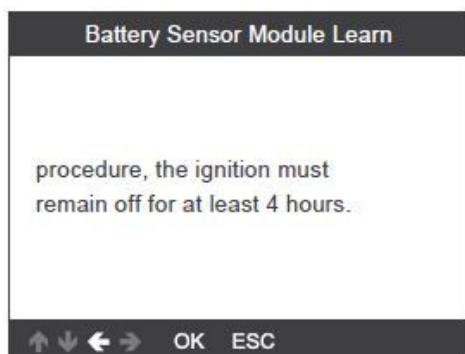 Battery Sensor Module Learn
procedure, the ignition must
remain off for at least 4 hours.
OK ESC